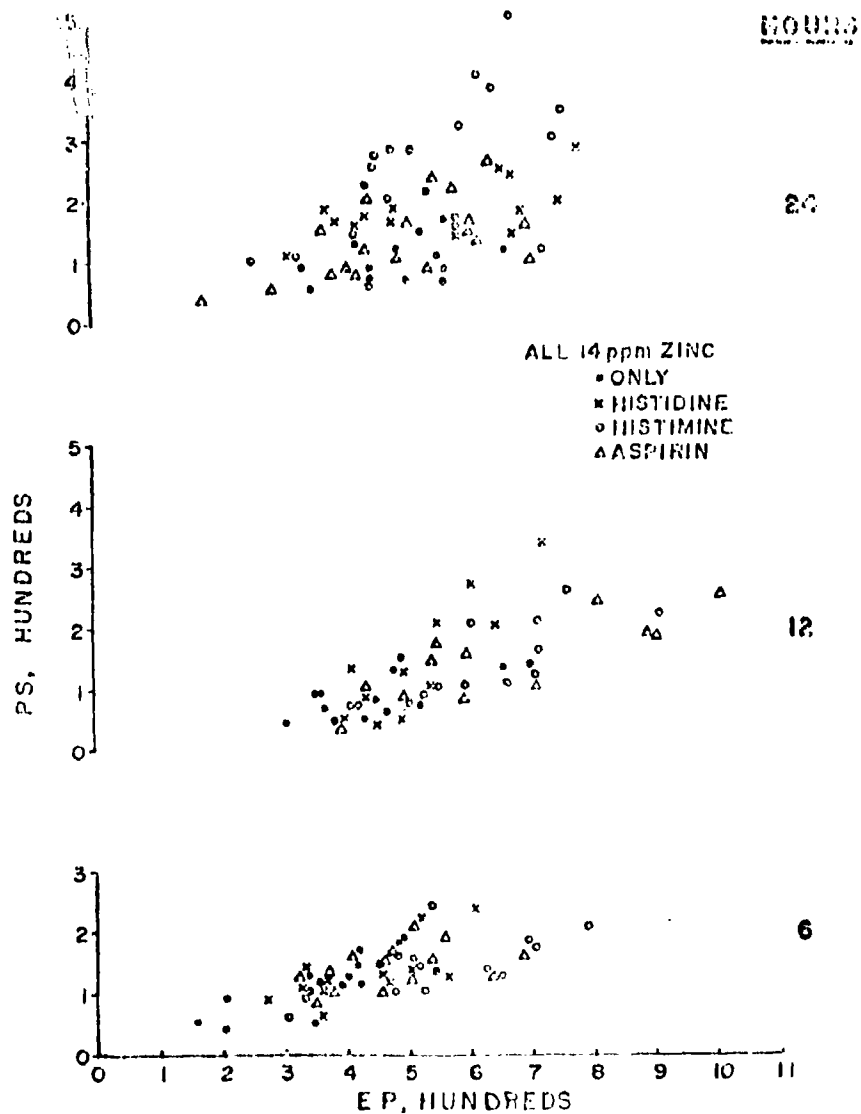 HOURS
5
4
3
2
1
0
24
ALL 14 ppm ZINC
• ONLY
x HISTIDINE
o HISTIMINE
△ ASPIRIN
PS, HUNDREDS
5
4
3
2
1
0
12
3
2
1
0
6
0 1 2 3 4 5 6 7 8 9 10 11
EP, HUNDREDS